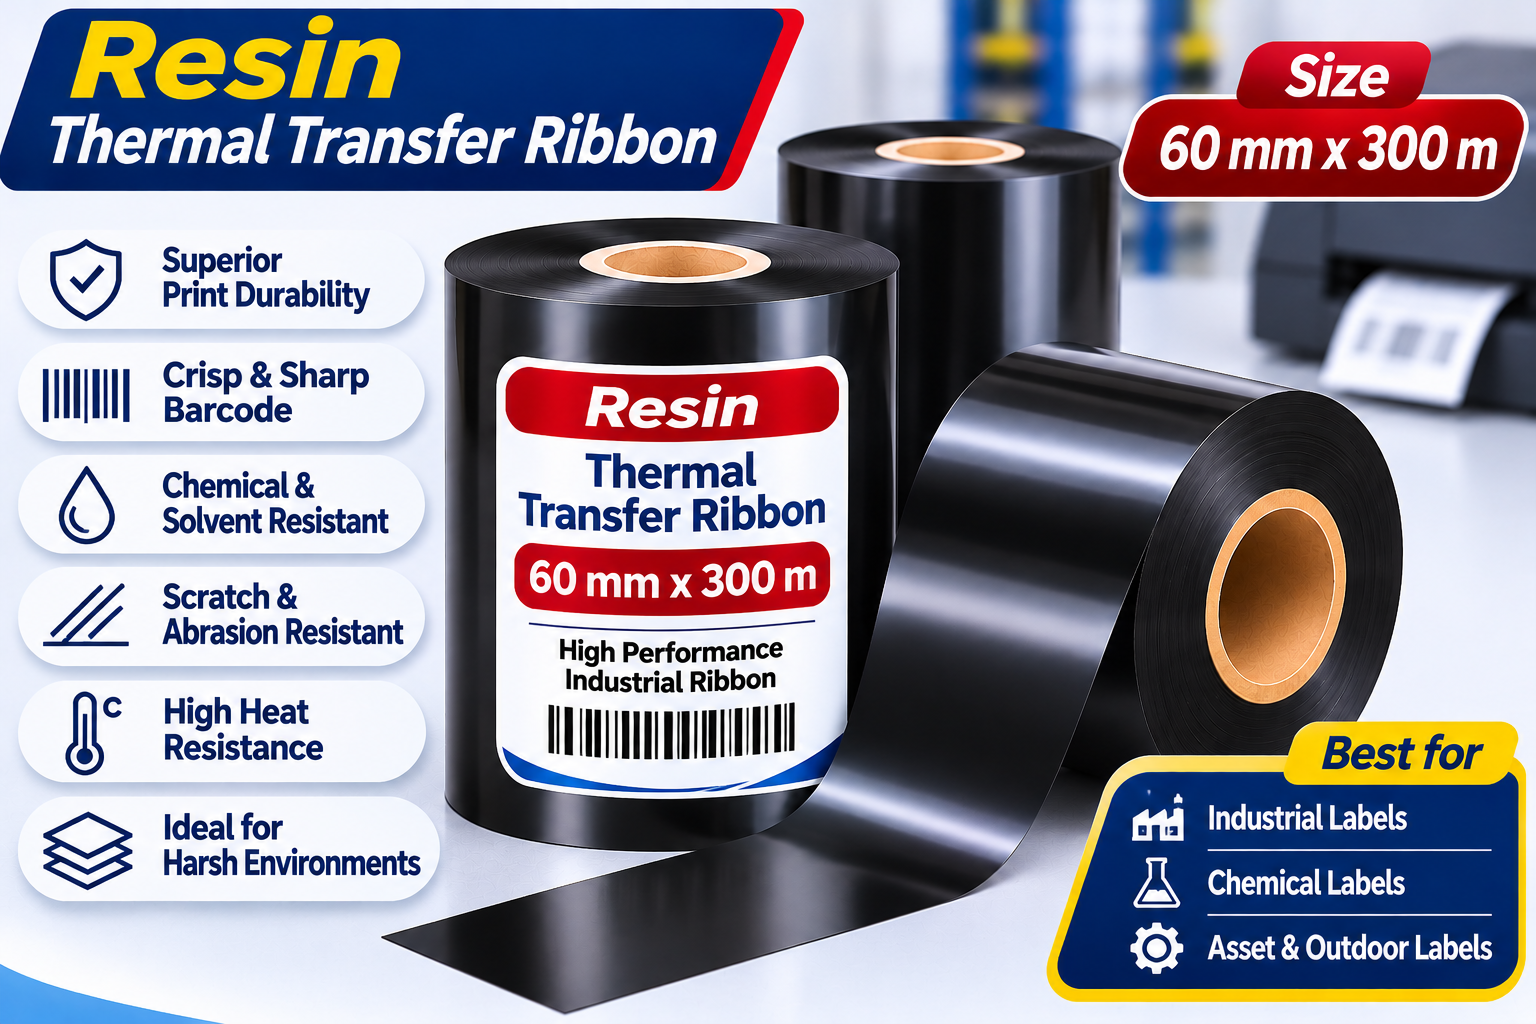 Resin
Thermal Transfer Ribbon
Size
60 mm x 300 m
Superior
Print Durability
Crisp & Sharp
Barcode
Chemical &
Solvent Resistant
Scratch &
Abrasion Resistant
C
High Heat
Resistance
Ideal for
Harsh Environments
Resin
Thermal
Transfer Ribbon
60 mm x 300 m
High Performance
Industrial Ribbon
Best for
Industrial Labels
Chemical Labels
Asset & Outdoor Labels